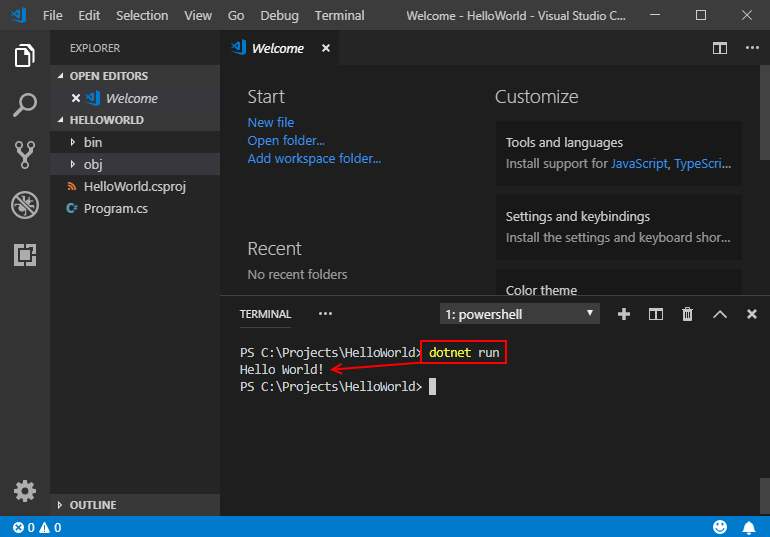 File Edit Selection View Go Debug Terminal Welcome - HelloWorld - Visual Studio C...
EXPLORER
OPEN EDITORS
Welcome
HELLOWORLD
bin
obj
HelloWorld.csproj
Program.cs
OUTLINE
Welcome
Start
New file
Open folder...
Add workspace folder...
Recent
No recent folders
Customize
Tools and languages
Install support for JavaScript, TypeScri...
Settings and keybindings
Install the settings and keyboard shor...
Color theme
TERMINAL
1: powershell
PS C:\Projects\HelloWorld> dotnet run
Hello World!
PS C:\Projects\HelloWorld>
0 0